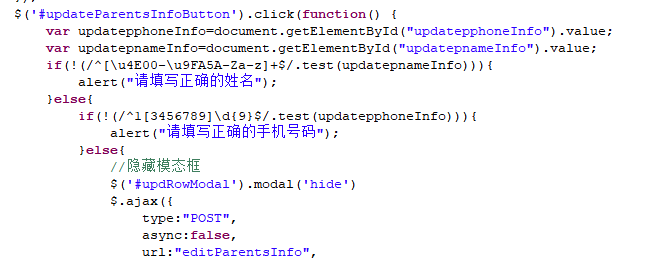 $('#updateParentsInfoButton').click(function() {
var updatepphoneInfo=document.getElementById("updatepphoneInfo").value;
var updatepnameInfo=document.getElementById("updatepnameInfo").value;
if(!(/^[\u4E00-\u9FA5A-Za-z]+$/.test(updatepnameInfo))){
alert("请填写正确的姓名");
}else{
if(!(/^1[3456789]\d{9}$/.test(updatepphoneInfo))){
alert("请填写正确的手机号码");
}else{
//隐藏模态框
$('#updRowModal').modal('hide')
$.ajax({
type:"POST",
async:false,
url:"editParentsInfo",